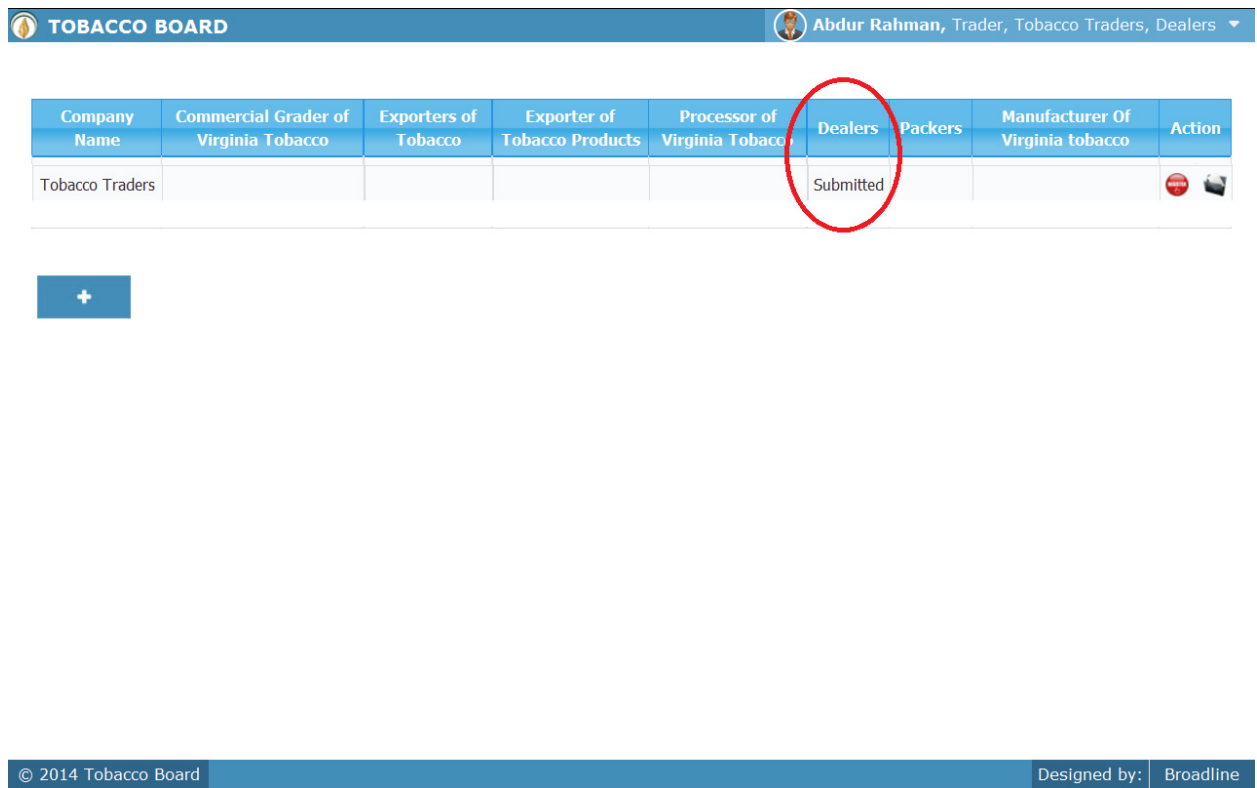 TOBACCO BOARD
Abdur Rahman, Trader, Tobacco Traders, Dealers
Company Name
Commercial Grader of Virginia Tobacco
Exporters of Tobacco
Exporter of Tobacco Products
Processor of Virginia Tobacco
Dealers
Packers
Manufacturer Of Virginia tobacco
Action
Tobacco Traders
Submitted
© 2014 Tobacco Board
Designed by:
Broadline